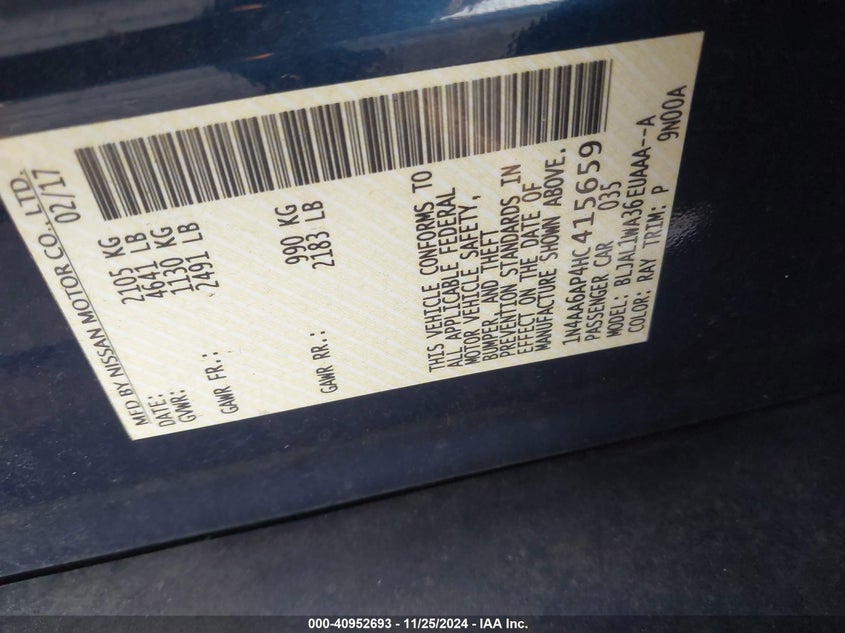 MFD BY NISSAN MOTOR CO., LTD.
DATE: 02/17
GVWR: 2105 KG
4641 LB
GAWR FR.: 1130 KG
2491 LB
GAWR RR.: 990 KG
2183 LB
THIS VEHICLE CONFORMS TO
ALL APPLICABLE FEDERAL
MOTOR VEHICLE SAFETY,
BUMPER, AND THEFT
PREVENTION STANDARDS IN
EFFECT ON THE DATE OF
MANUFACTURE SHOWN ABOVE.
1N4AA6AP4HC415659
PASSENGER CAR 035
MODEL: BLJAL1WA36EUAAA--A
COLOR: RAY TRIM: P 9N00A
000-40952693 - 11/25/2024 - IAA Inc.